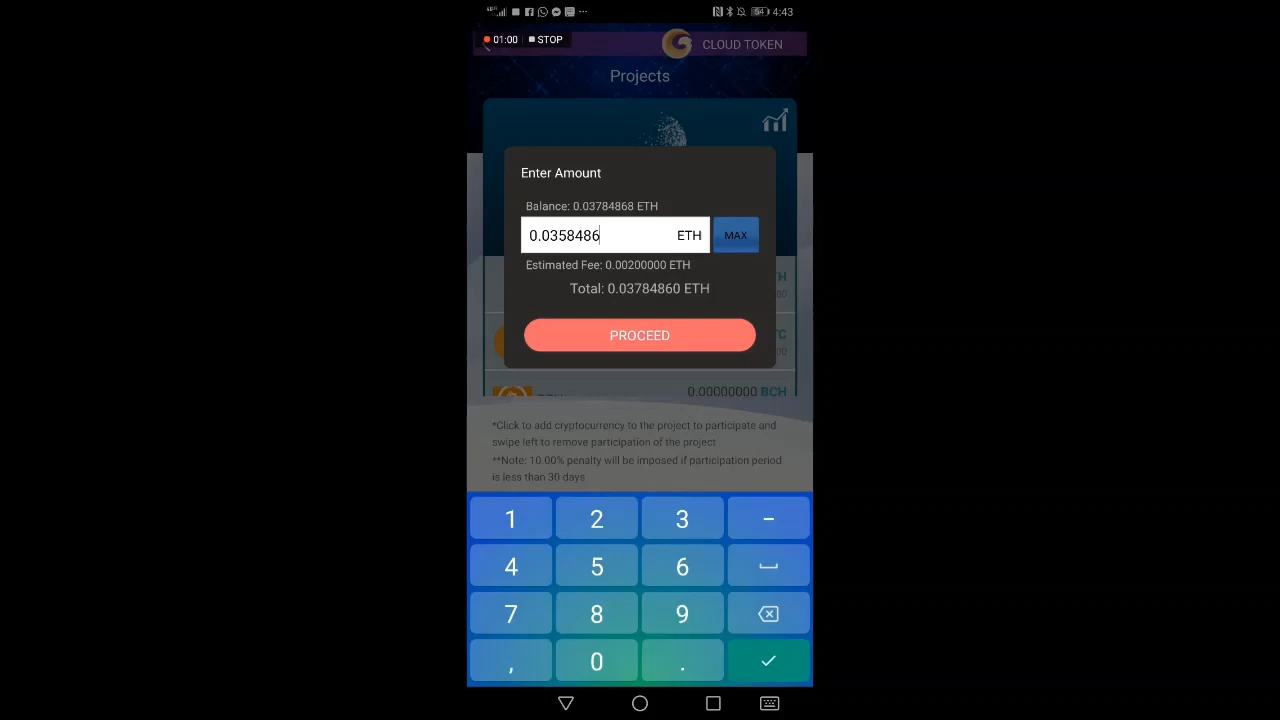 4:43
01:00 STOP
CLOUD TOKEN
Projects
Enter Amount
Balance: 0.03784868 ETH
0.0358486 ETH MAX
Estimated Fee: 0.00200000 ETH
Total: 0.03784860 ETH
PROCEED
0.00000000 BCH
*Click to add cryptocurrency to the project to participate and
swipe left to remove participation of the project
**Note: 10.00% penalty will be imposed if participation period
is less than 30 days
1 2 3 -
4 5 6
7 8 9
, 0 .